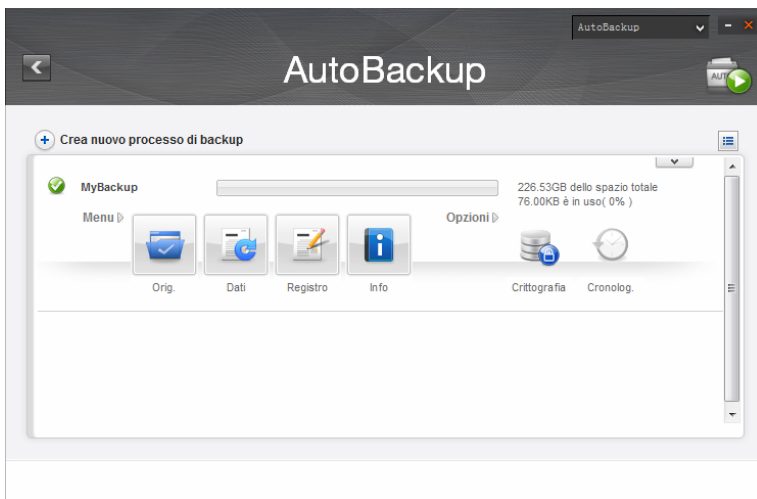 AutoBackup
AutoBackup
AUT
Crea nuovo processo di backup
MyBackup
226.53GB dello spazio totale
76.00KB è in uso( 0% )
Menu
Opzioni
Orig.
Dati
Registro
Info
Crittografia
Cronolog.